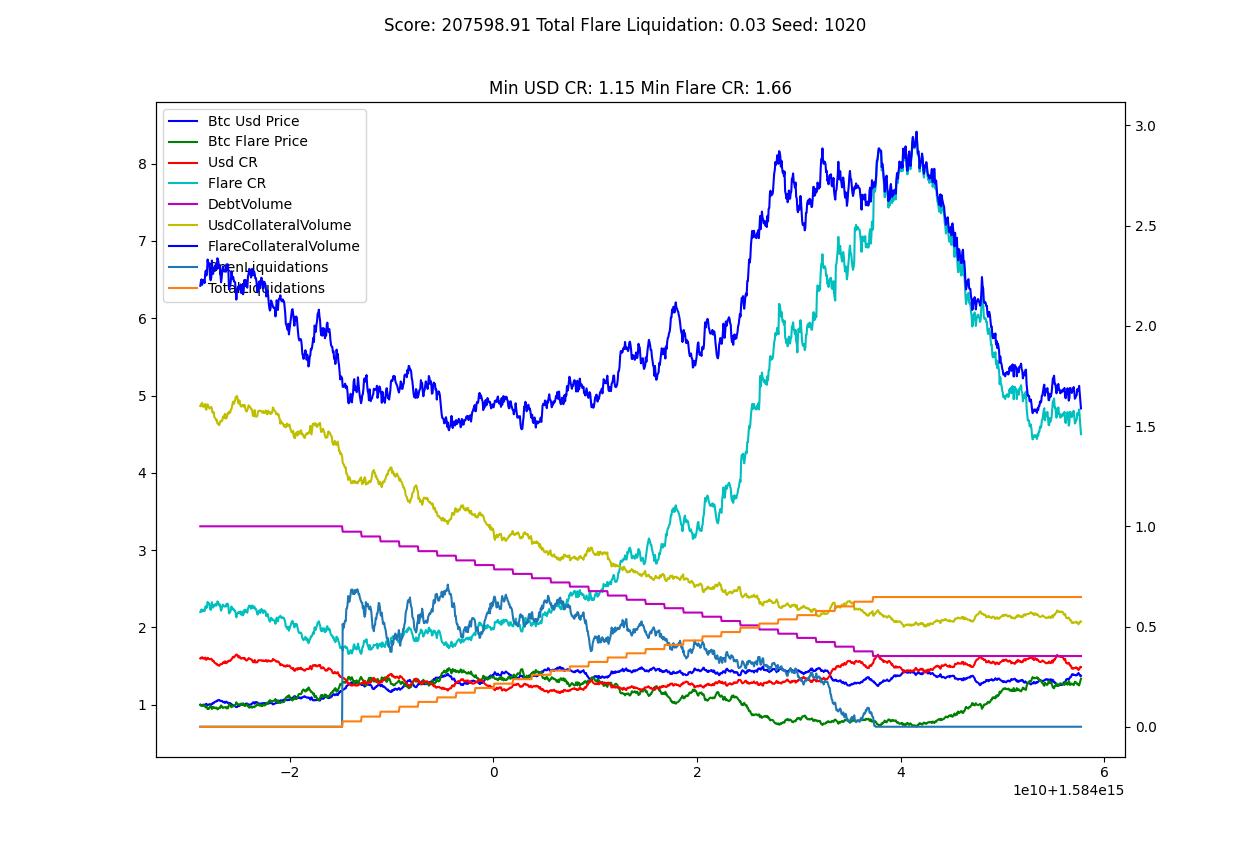 Score: 207598.91 Total Flare Liquidation: 0.03 Seed: 1020
Min USD CR: 1.15 Min Flare CR: 1.66
Btc Usd Price
Btc Flare Price
Usd CR
Flare CR
DebtVolume
UsdCollateralVolume
FlareCollateralVolume
OpenLiquidations
TotalLiquidations
8
7
6
5
4
3
2
1
3.0
2.5
2.0
1.5
1.0
0.5
0.0
−2 0 2 4 6
1e10+1.584e15